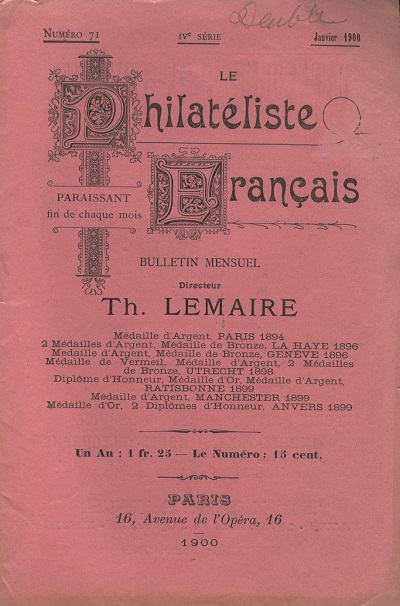 Double
NUMÉRO 71 IVe SÉRIE Janvier 1900
LE
Philatéliste
Français
PARAISSANT
fin de chaque mois
BULLETIN MENSUEL
Directeur
TH. LEMAIRE
Médaille d'Argent, PARIS 1894
2 Médailles d'Argent, Médaille de Bronze, LA HAYE 1896
Medaille d'Argent, Médaille de Bronze, GENÈVE 1896
Médaille de Vermeil, Médaille d'Argent, 2 Médailles
de Bronze, UTRECHT 1898
Diplôme d'Honneur, Médaille d'Or, Médaille d'Argent,
RATISBONNE 1899
Médaille d'Argent, MANCHESTER 1899
Médaille d'Or, 2 Diplômes d'Honneur, ANVERS 1899
Un An : 1 fr. 25 — Le Numéro : 15 cent.
PARIS
16, Avenue de l'Opéra, 16
1900